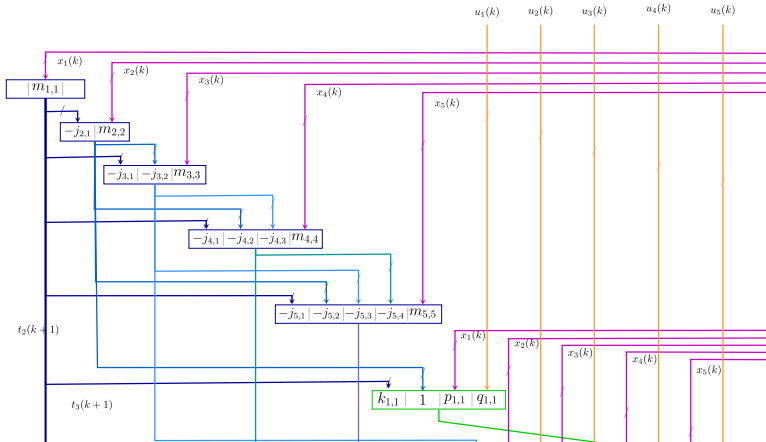 u₁(k) u₂(k) u₃(k) u₄(k) u₅(k)
x₁(k)
x₂(k)
x₃(k)
x₄(k)
x₅(k)
|m₁,₁|
−j₂,₁|m₂,₂
−j₃,₁|−j₃,₂|m₃,₃
−j₄,₁|−j₄,₂|−j₄,₃|m₄,₄
−j₅,₁|−j₅,₂|−j₅,₃|−j₅,₄|m₅,₅
t₂(k+1)
x₁(k)
x₂(k)
x₃(k)
x₄(k)
x₅(k)
k₁,₁| 1 |p₁,₁|q₁,₁
t₃(k+1)